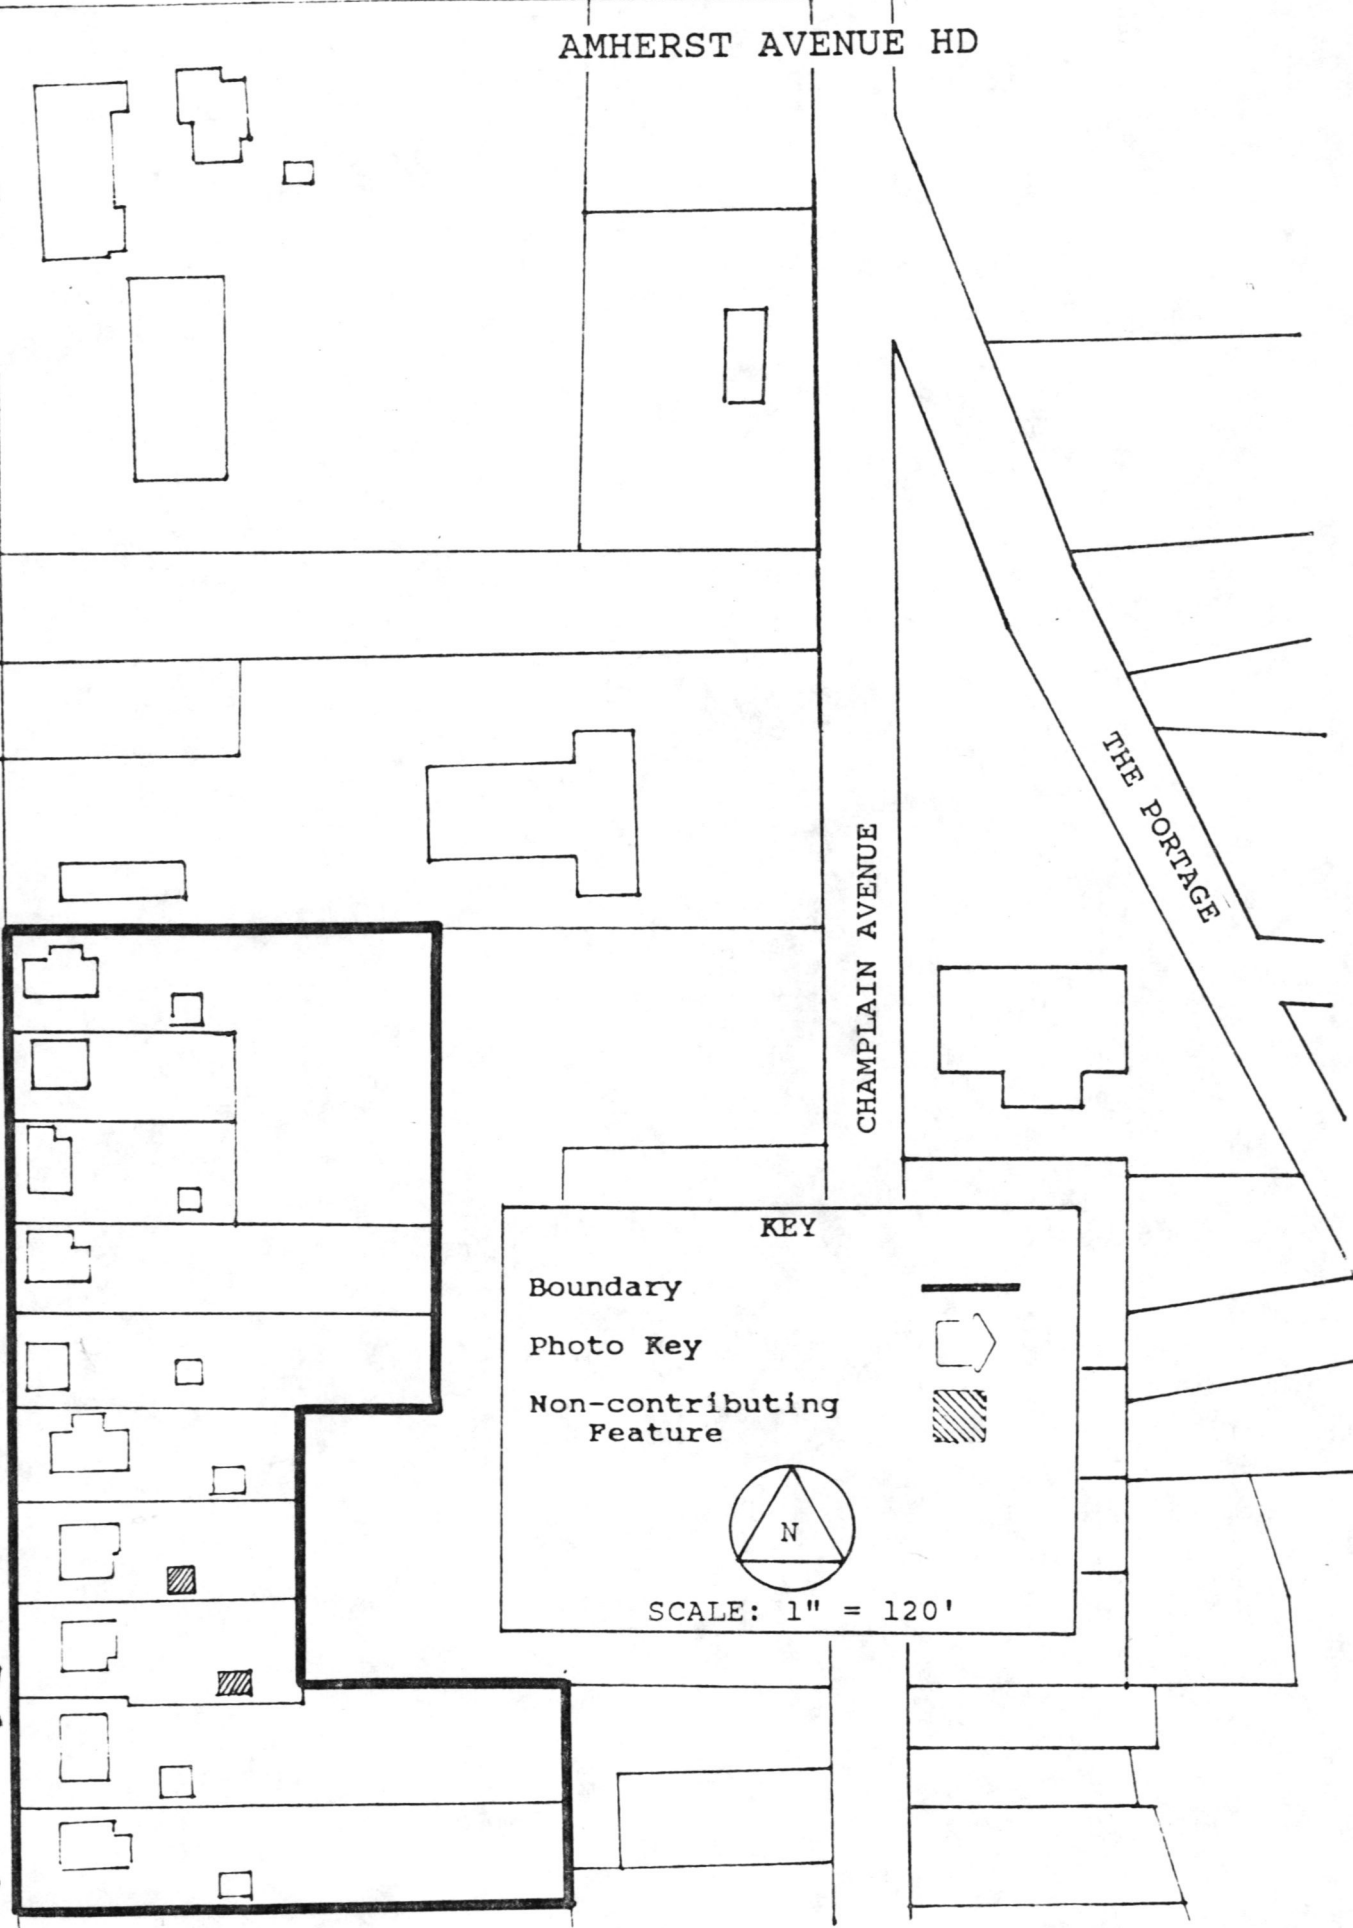 AMHERST AVENUE HD
THE PORTAGE
CHAMPLAIN AVENUE
KEY
Boundary
Photo Key
Non-contributing
Feature
N
SCALE: 1" = 120'